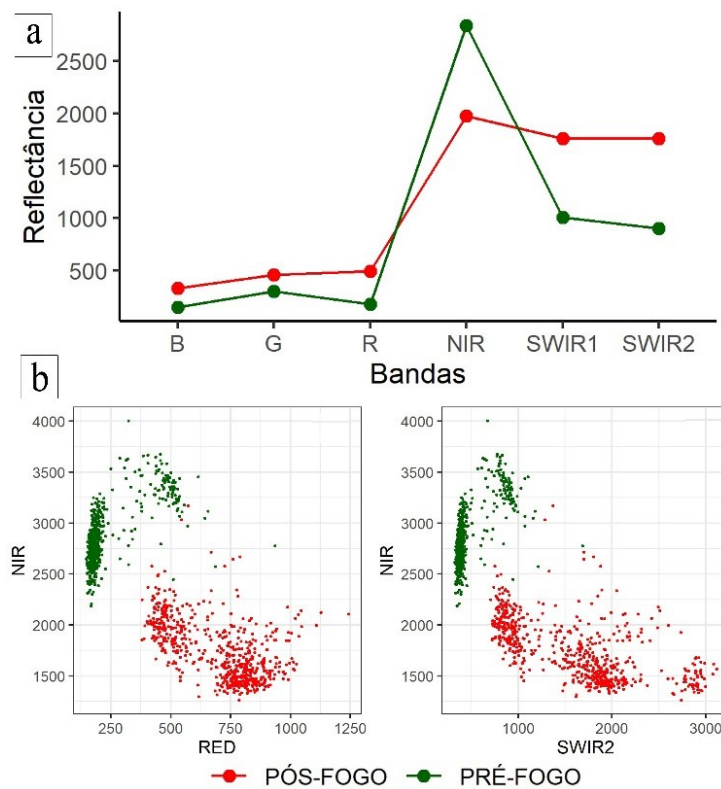 a
Reflectância
2500
2000
1500
1000
500
B G R NIR SWIR1 SWIR2
Bandas
b
NIR
4000
3500
3000
2500
2000
1500
250 500 750 1000 1250
RED
NIR
4000
3500
3000
2500
2000
1500
1000 2000 3000
SWIR2
PÓS-FOGO PRÉ-FOGO